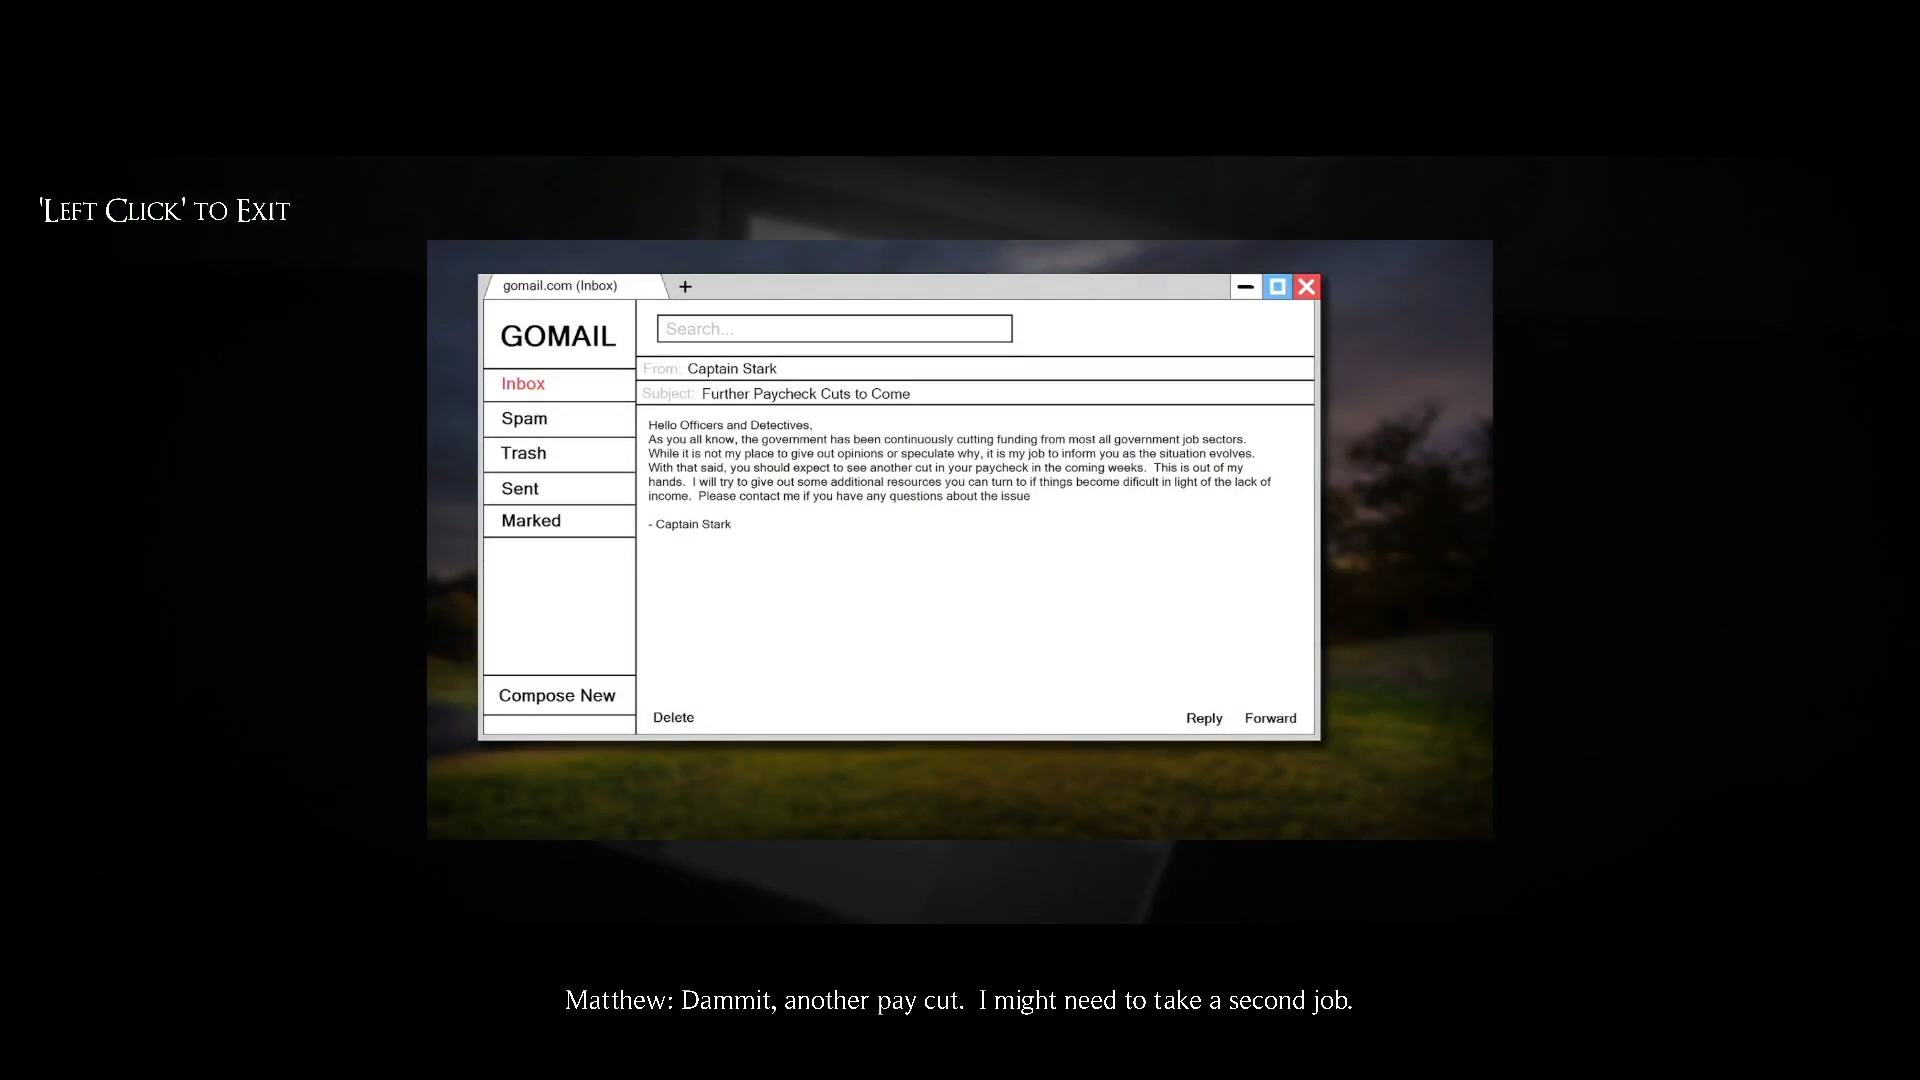 'Left Click' to Exit
gomail.com (Inbox)
+
GOMAIL
Search...
Inbox
Spam
Trash
Sent
Marked
Compose New
From: Captain Stark
Subject: Further Paycheck Cuts to Come
Hello Officers and Detectives,
As you all know, the government has been continuously cutting funding from most all government job sectors.
While it is not my place to give out opinions or speculate why, it is my job to inform you as the situation evolves.
With that said, you should expect to see another cut in your paycheck in the coming weeks.  This is out of my
hands.  I will try to give out some additional resources you can turn to if things become dificult in light of the lack of
income.  Please contact me if you have any questions about the issue
- Captain Stark
Delete
Reply
Forward
Matthew: Dammit, another pay cut.  I might need to take a second job.